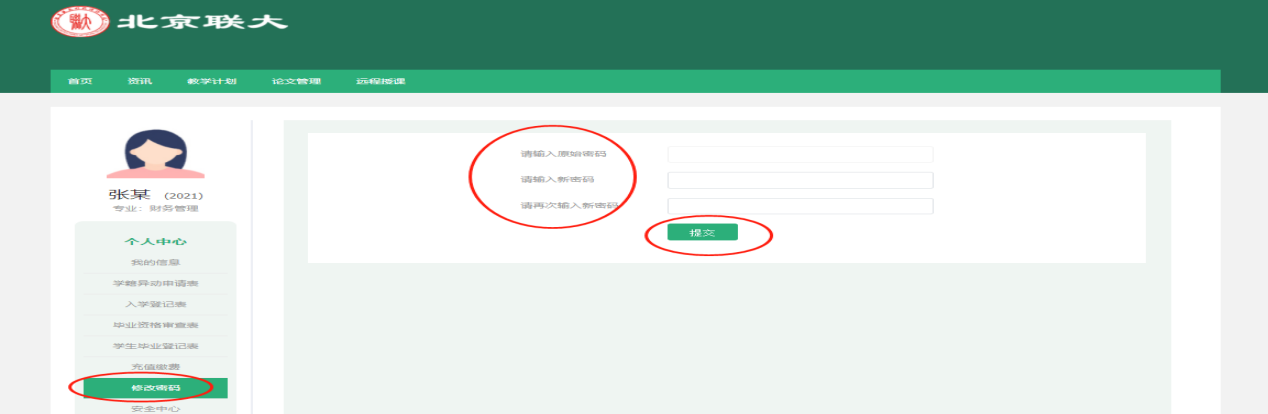 北京联大
首页 资讯 教学计划 论文管理 远程授课
张某 (2021)
专业：财务管理
个人中心
我的信息
学籍异动申请表
入学登记表
毕业资格审查表
学生毕业登记表
充值缴费
修改密码
安全中心
请输入原始密码
请输入新密码
请再次输入新密码
提交